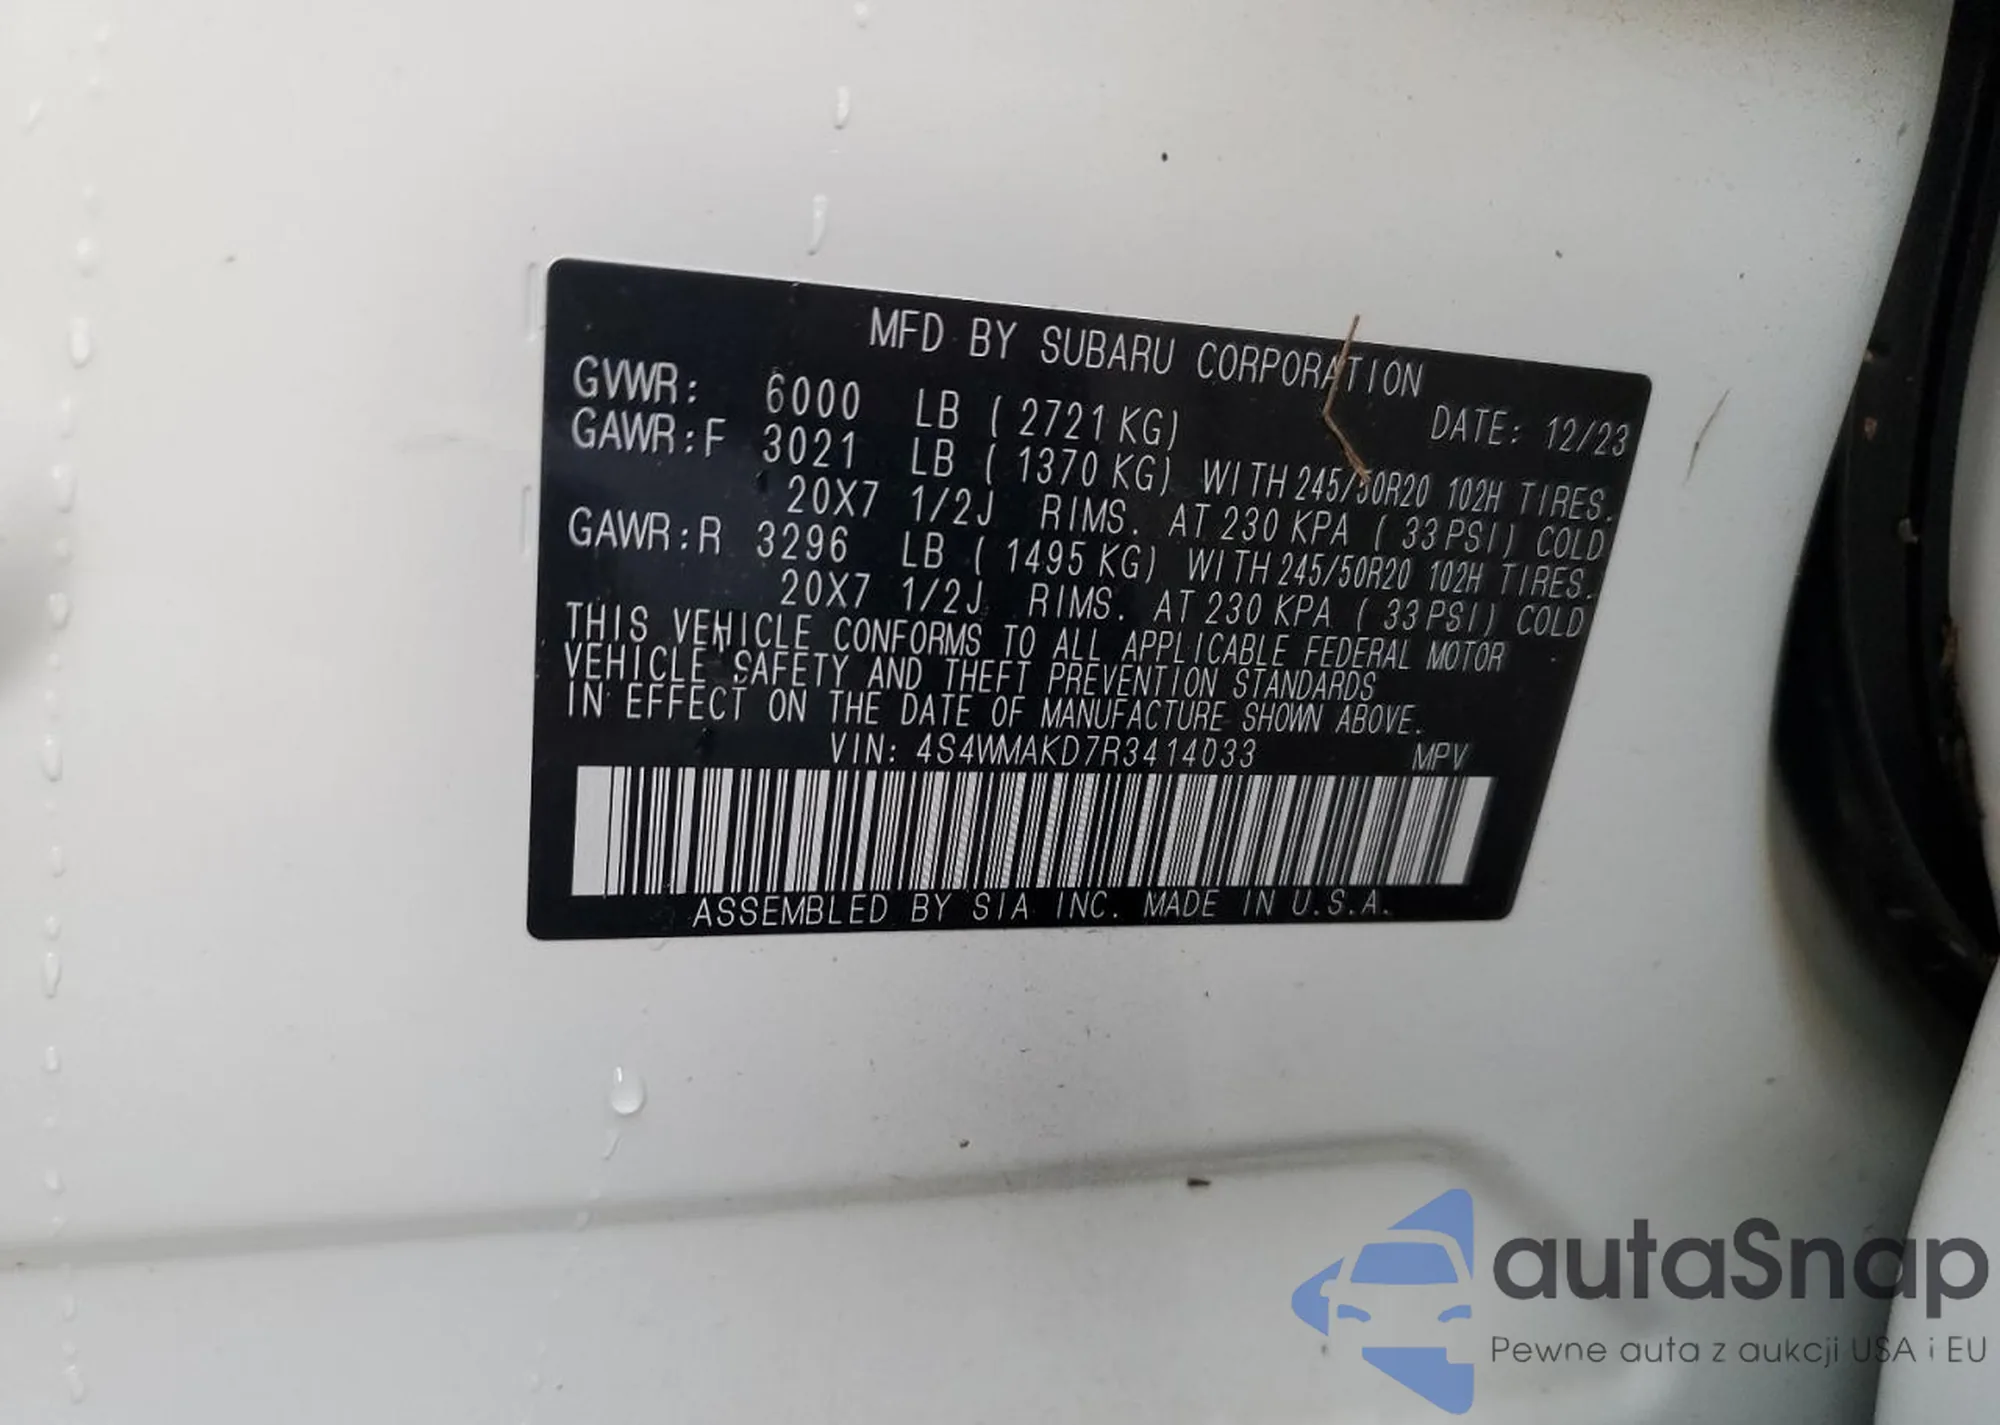 MFD BY SUBARU CORPORATION
GVWR: 6000 LB ( 2721 KG) DATE: 12/23
GAWR:F 3021 LB ( 1370 KG) WITH 245/50R20 102H TIRES.
20X7 1/2J RIMS. AT 230 KPA ( 33 PSI) COLD
GAWR:R 3296 LB ( 1495 KG) WITH 245/50R20 102H TIRES.
20X7 1/2J RIMS. AT 230 KPA ( 33 PSI) COLD
THIS VEHICLE CONFORMS TO ALL APPLICABLE FEDERAL MOTOR
VEHICLE SAFETY AND THEFT PREVENTION STANDARDS
IN EFFECT ON THE DATE OF MANUFACTURE SHOWN ABOVE.
VIN: 4S4WMAKD7R3414033 MPV
ASSEMBLED BY SIA INC. MADE IN U.S.A.
autaSnap
Pewne auta z aukcji USA i EU